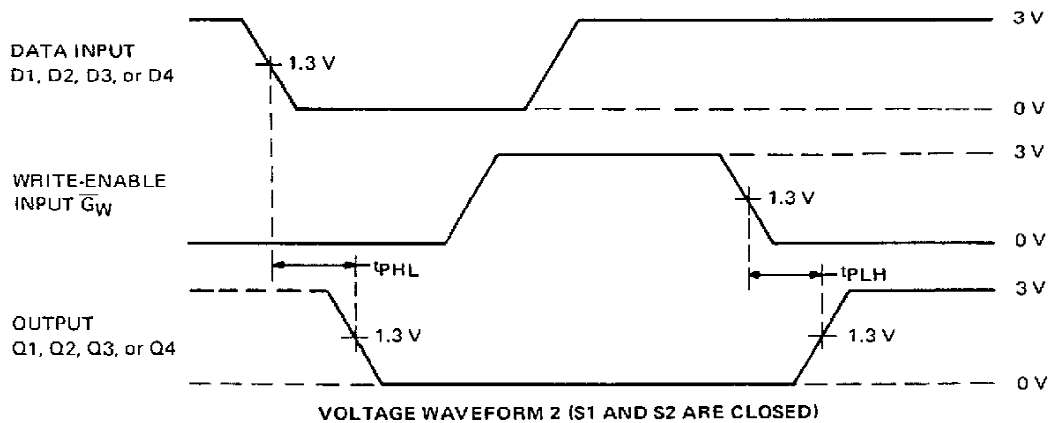 3 V
DATA INPUT
D1, D2, D3, or D4
1.3 V
0 V
3 V
WRITE-ENABLE
INPUT G̅W
1.3 V
0 V
tPHL
tPLH
3 V
OUTPUT
Q1, Q2, Q3, or Q4
1.3 V
1.3 V
0 V
VOLTAGE WAVEFORM 2 (S1 AND S2 ARE CLOSED)